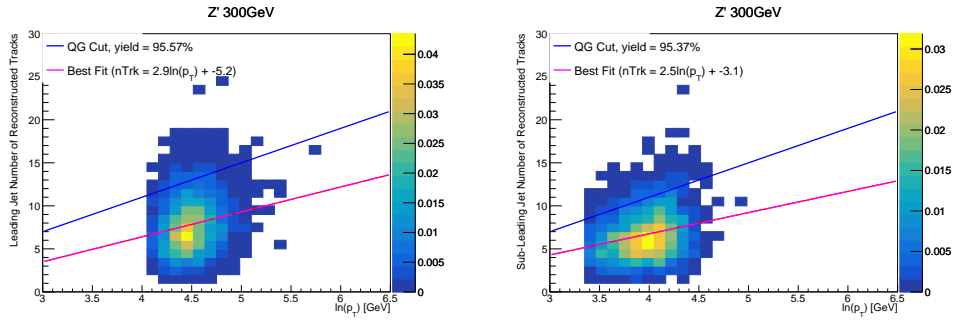 Z' 300GeV
Leading Jet Number of Reconstructed Tracks
30
25
20
15
10
5
0
QG Cut, yield = 95.57%
Best Fit (nTrk = 2.9ln(p_T) + -5.2)
3 3.5 4 4.5 5 5.5 6 6.5
ln(p_T) [GeV]
0.04
0.035
0.03
0.025
0.02
0.015
0.01
0.005
0
Z' 300GeV
Sub-Leading Jet Number of Reconstructed Tracks
30
25
20
15
10
5
0
QG Cut, yield = 95.37%
Best Fit (nTrk = 2.5ln(p_T) + -3.1)
3 3.5 4 4.5 5 5.5 6 6.5
ln(p_T) [GeV]
0.03
0.025
0.02
0.015
0.01
0.005
0